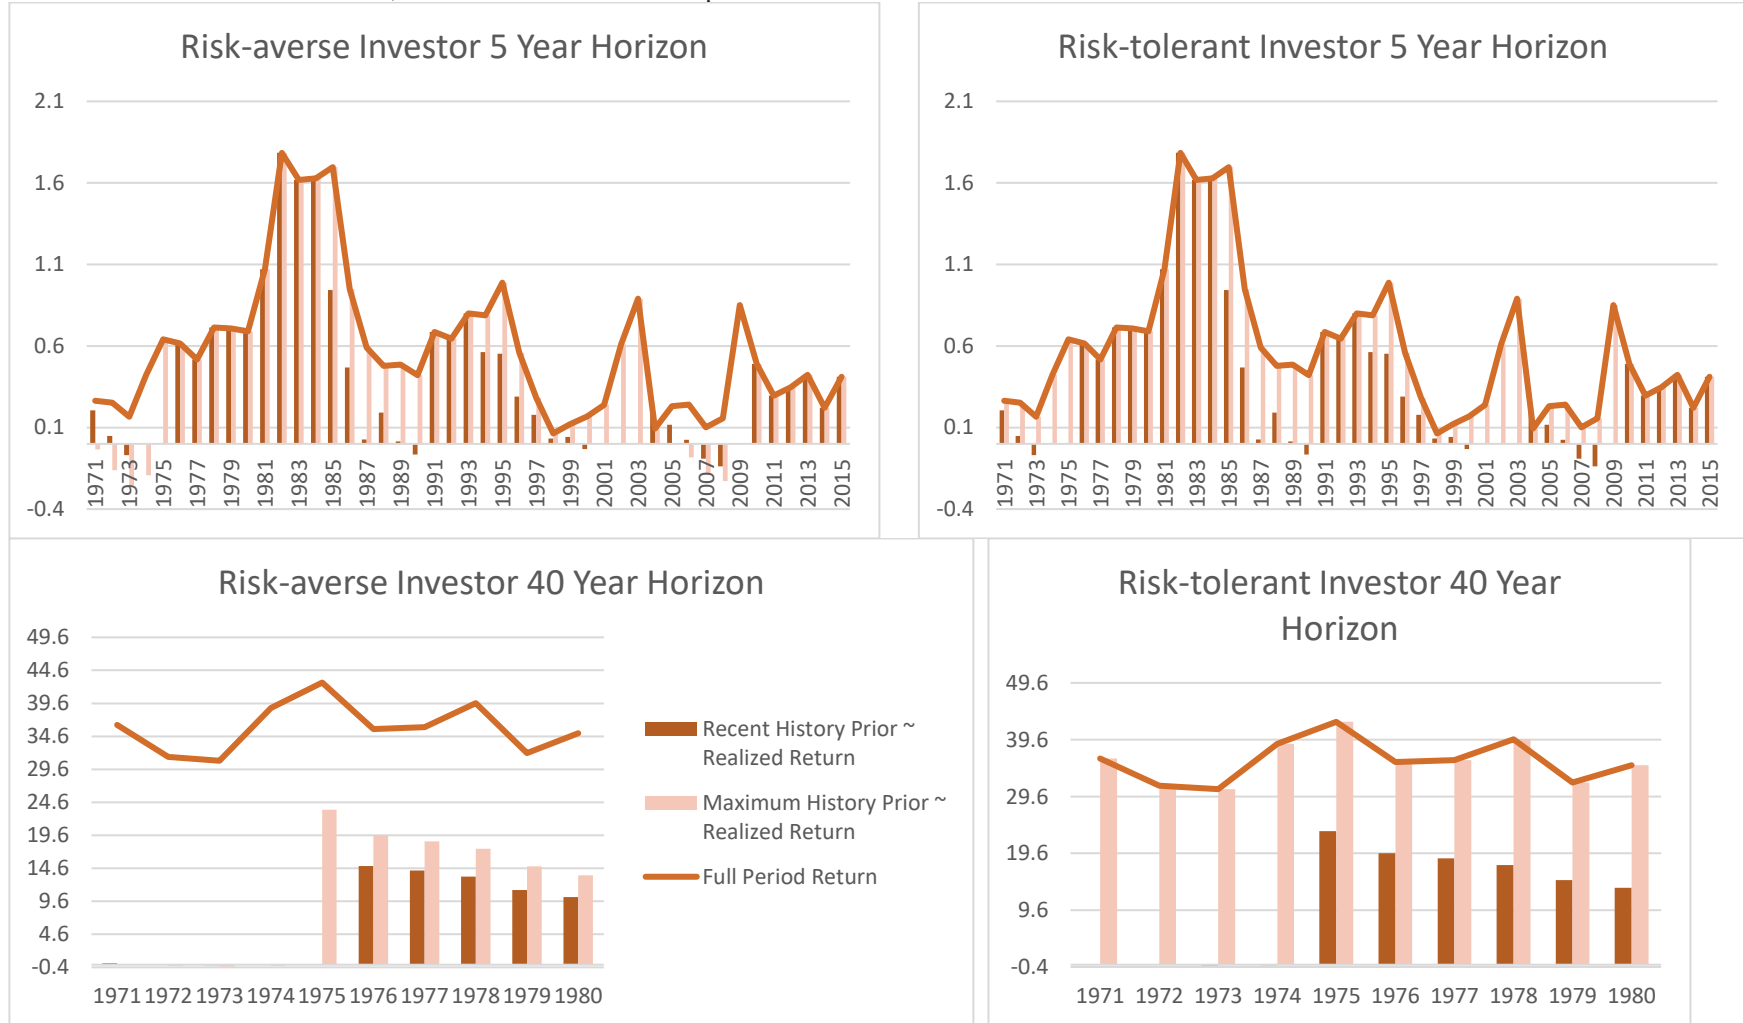 Risk-averse Investor 5 Year Horizon
2.1
1.6
1.1
0.6
0.1
-0.4
1971 1973 1975 1977 1979 1981 1983 1985 1987 1989 1991 1993 1995 1997 1999 2001 2003 2005 2007 2009 2011 2013 2015
Risk-tolerant Investor 5 Year Horizon
2.1
1.6
1.1
0.6
0.1
-0.4
1971 1973 1975 1977 1979 1981 1983 1985 1987 1989 1991 1993 1995 1997 1999 2001 2003 2005 2007 2009 2011 2013 2015
Risk-averse Investor 40 Year Horizon
49.6
44.6
39.6
34.6
29.6
24.6
19.6
14.6
9.6
4.6
-0.4
1971 1972 1973 1974 1975 1976 1977 1978 1979 1980
Recent History Prior ~
Realized Return
Maximum History Prior ~
Realized Return
Full Period Return
Risk-tolerant Investor 40 Year
Horizon
49.6
39.6
29.6
19.6
9.6
-0.4
1971 1972 1973 1974 1975 1976 1977 1978 1979 1980